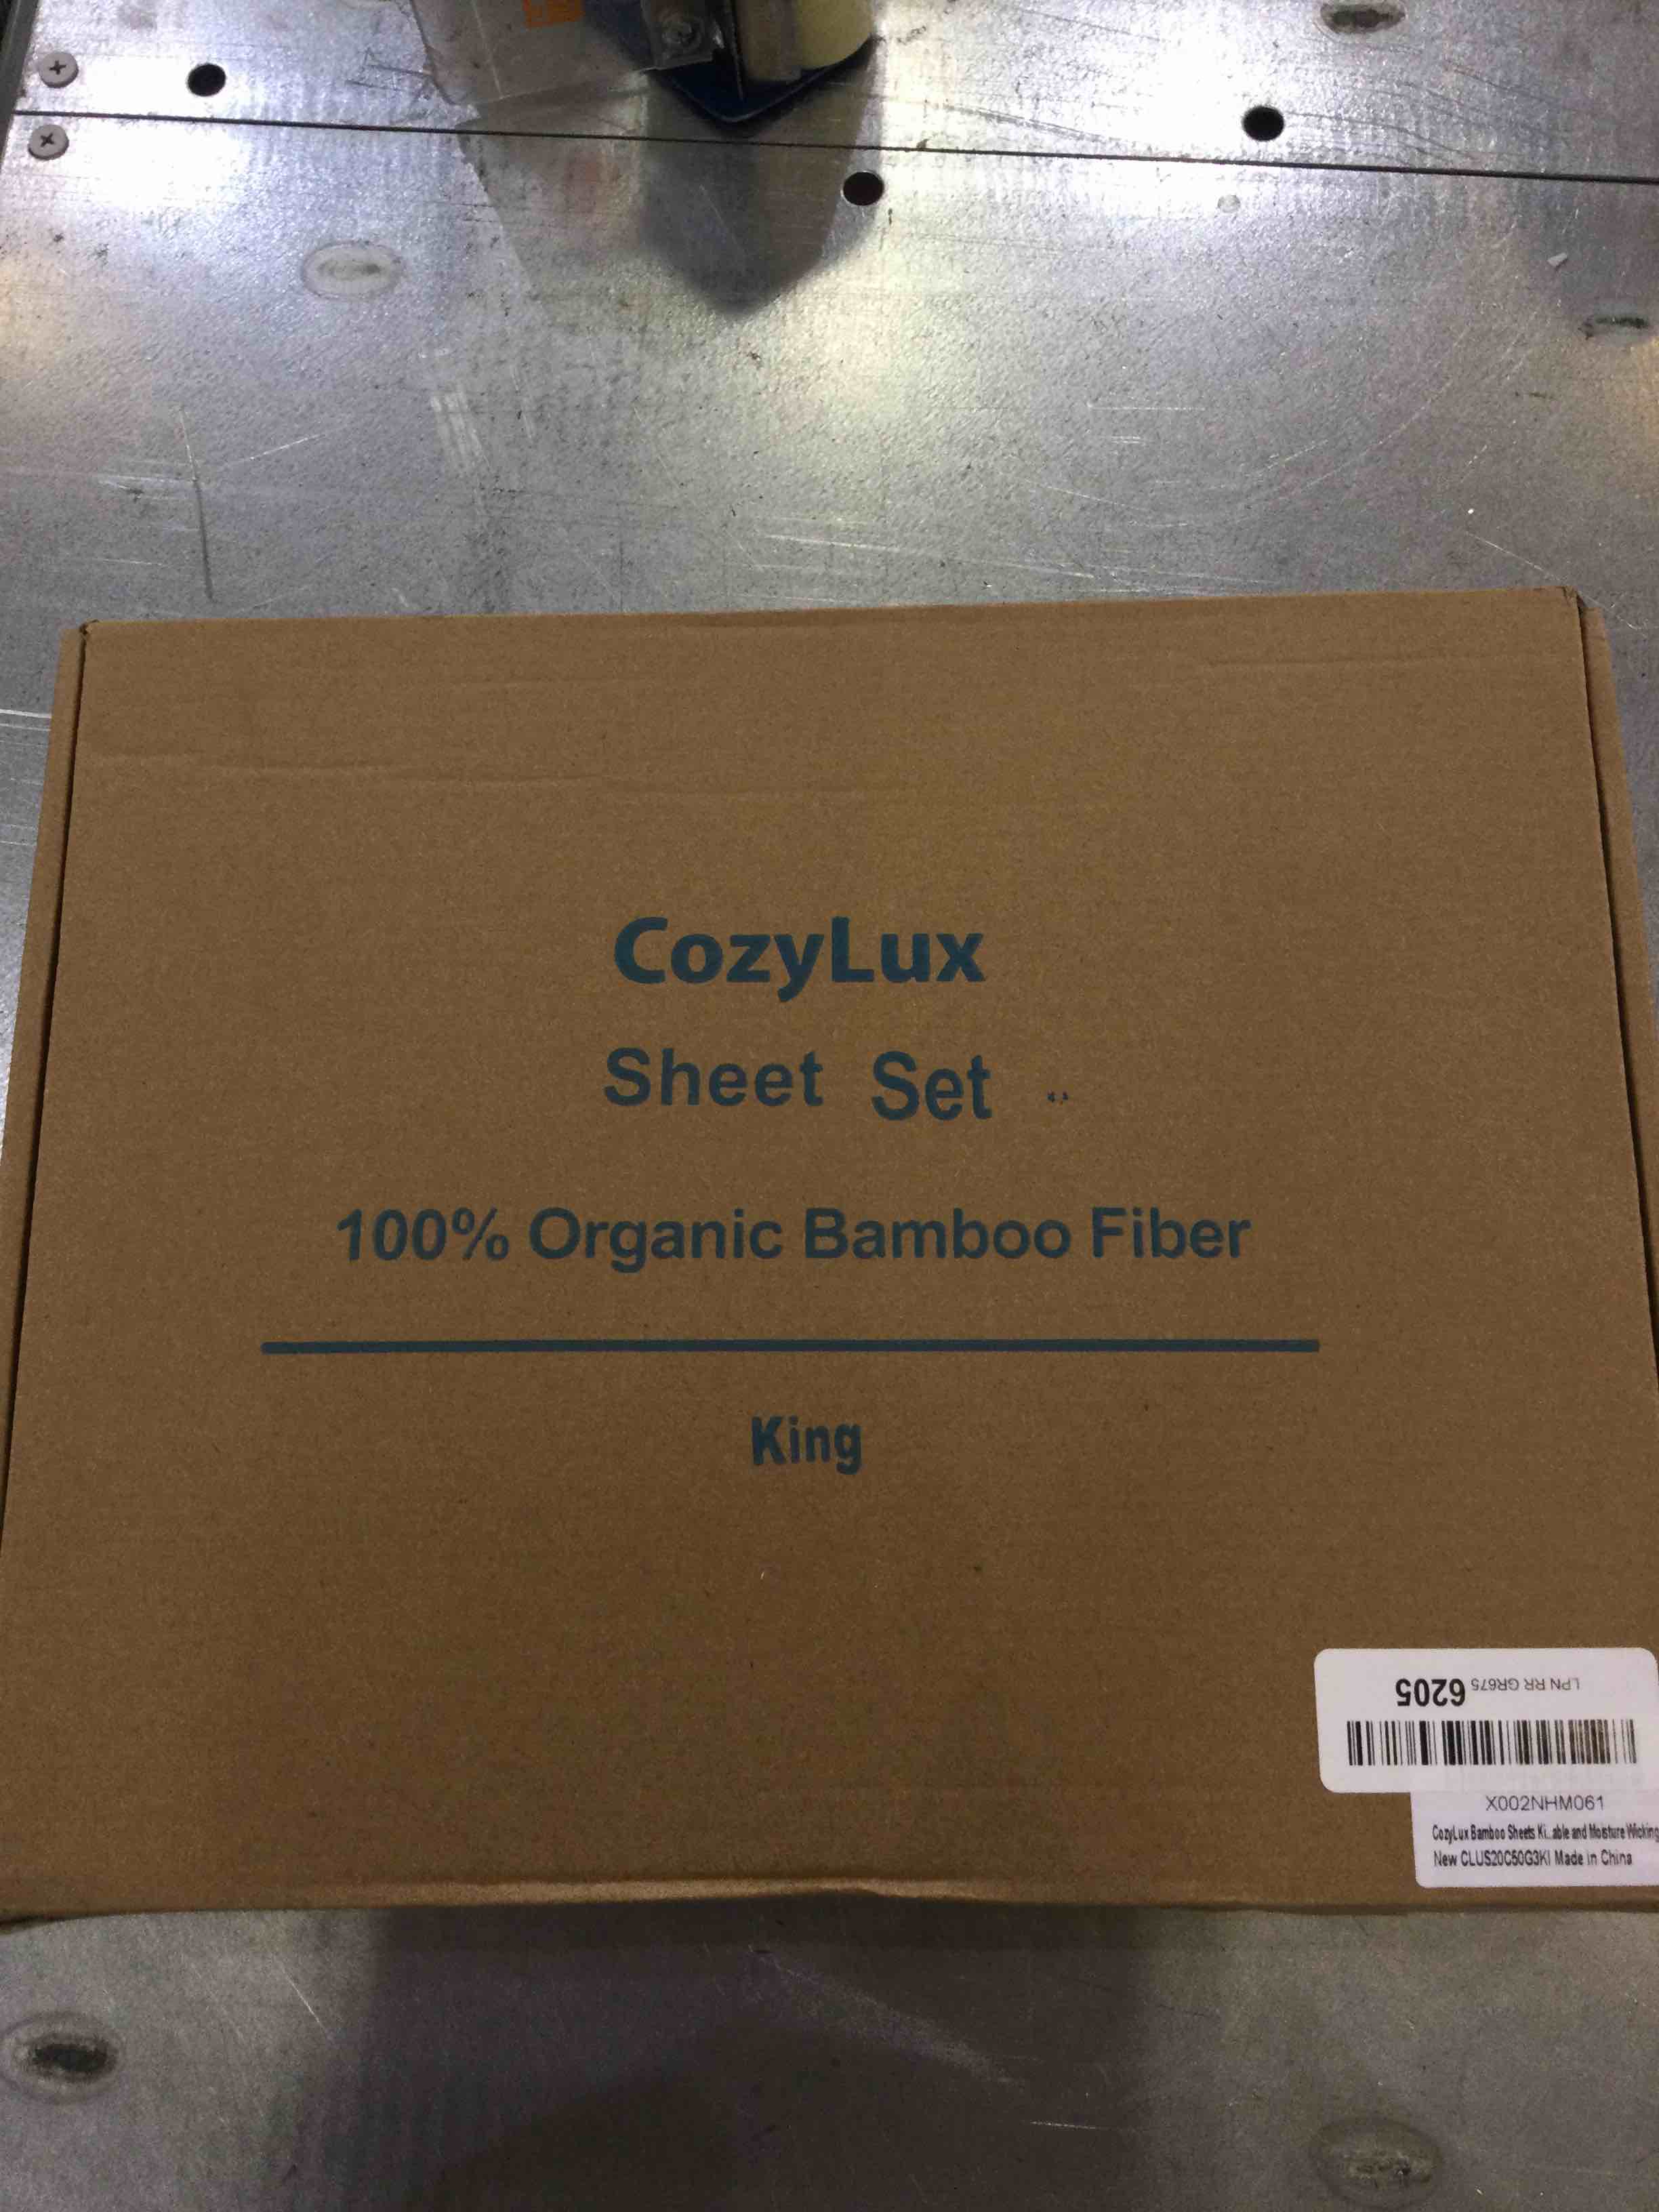 CozyLux
Sheet Set
100% Organic Bamboo Fiber
King
LPN RR GR675 6205
X002NHM061
CozyLux Bamboo Sheets Ki...able and Moisture Wicking
New CLUS20C50G3KI Made in China